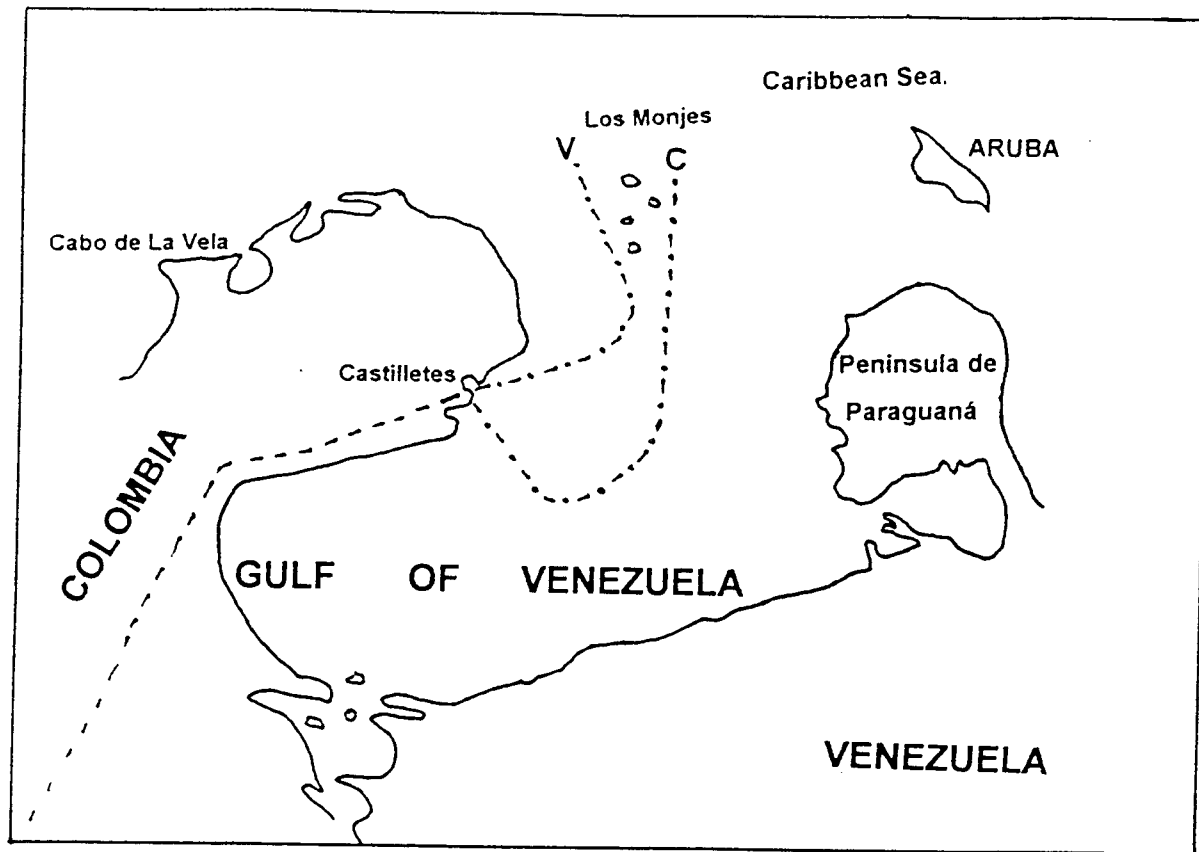 Caribbean Sea.
Los Monjes
V
C
ARUBA
Cabo de La Vela
Peninsula de
Paraguaná
Castilletes
COLOMBIA
GULF OF VENEZUELA
VENEZUELA